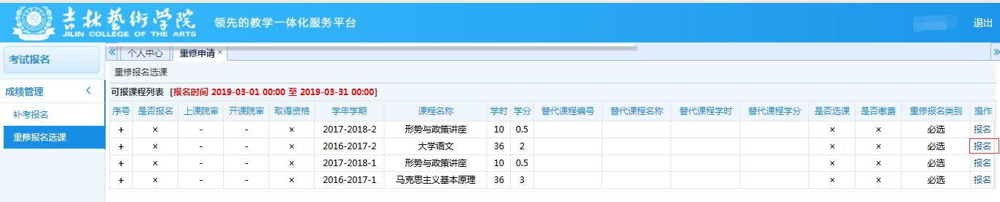 吉林藝術学院
JILIN COLLEGE OF THE ARTS
领先的教学一体化服务平台
退出
考试报名
成绩管理
补考报名
重修报名选课
个人中心 重修申请 ×
重修报名选课
可报课程列表 [报名时间 2019-03-01 00:00 至 2019-03-31 00:00]
序号 是否报名 上课院审 开课院审 取得资格 学年学期 课程名称 学时 学分 替代课程编号 替代课程名称 替代课程学时 替代课程学分 是否选课 是否缴费 重修报名类别 操作
+ × - - × 2017-2018-2 形势与政策讲座 10 0.5 × × 必选 报名
+ × - - × 2016-2017-2 大学语文 36 2 × × 必选 报名
+ × - - × 2017-2018-1 形势与政策讲座 10 0.5 × × 必选 报名
+ × - - × 2016-2017-1 马克思主义基本原理 36 3 × × 必选 报名